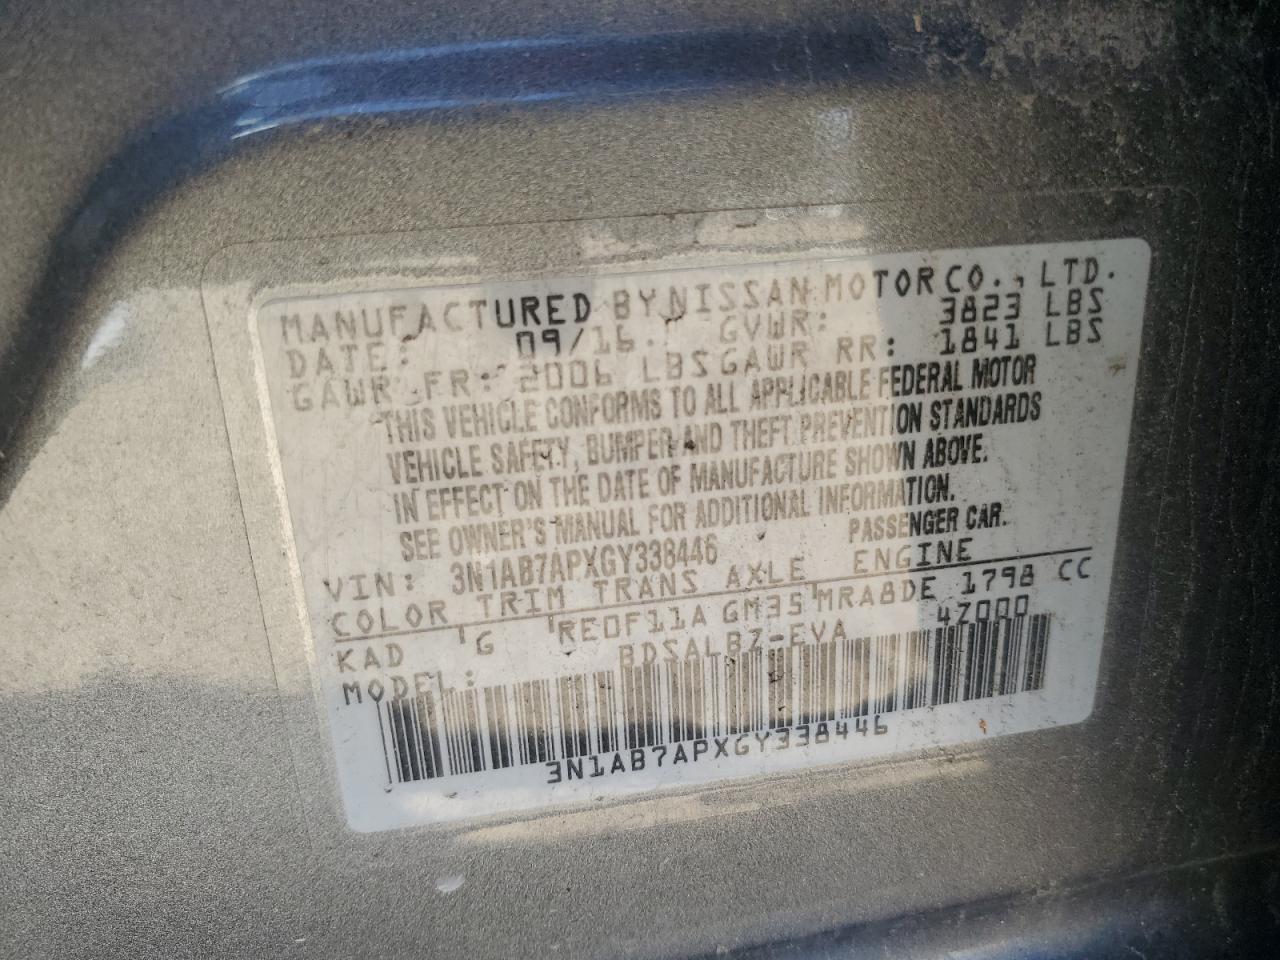 MANUFACTURED BY NISSAN MOTOR CO., LTD.
DATE: 09/16 GVWR: 3823 LBS
GAWR FR: 2006 LBS GAWR RR: 1841 LBS
THIS VEHICLE CONFORMS TO ALL APPLICABLE FEDERAL MOTOR
VEHICLE SAFETY, BUMPER AND THEFT PREVENTION STANDARDS
IN EFFECT ON THE DATE OF MANUFACTURE SHOWN ABOVE.
SEE OWNER'S MANUAL FOR ADDITIONAL INFORMATION.
VIN: 3N1AB7APXGY338446 PASSENGER CAR.
COLOR TRIM TRANS AXLE ENGINE
KAD G RE0F11A GM35 MRA8DE 1798 CC
MODEL: BDSALBZ-EVA 4Z000
3N1AB7APXGY338446